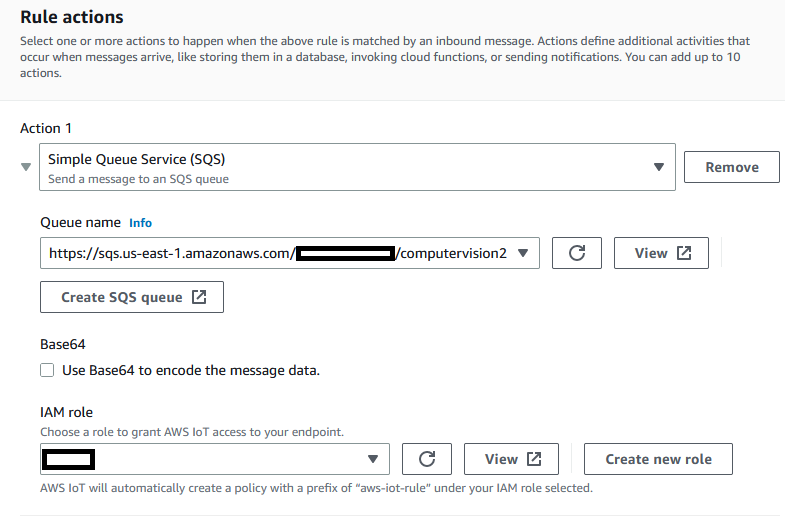 Rule actions
Select one or more actions to happen when the above rule is matched by an inbound message. Actions define additional activities that
occur when messages arrive, like storing them in a database, invoking cloud functions, or sending notifications. You can add up to 10
actions.
Action 1
Simple Queue Service (SQS)
Send a message to an SQS queue
Remove
Queue name Info
https://sqs.us-east-1.amazonaws.com/ /computervision2
View
Create SQS queue
Base64
Use Base64 to encode the message data.
IAM role
Choose a role to grant AWS IoT access to your endpoint.
View
Create new role
AWS IoT will automatically create a policy with a prefix of "aws-iot-rule" under your IAM role selected.